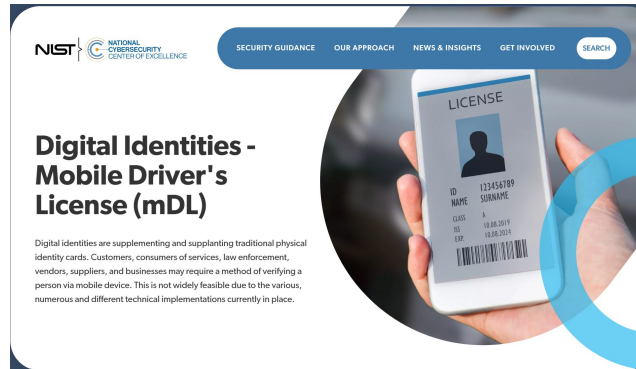 NIST
NATIONAL
CYBERSECURITY
CENTER OF EXCELLENCE
SECURITY GUIDANCE OUR APPROACH NEWS & INSIGHTS GET INVOLVED SEARCH
Digital Identities -
Mobile Driver's
License (mDL)
Digital identities are supplementing and supplanting traditional physical
identity cards. Customers, consumers of services, law enforcement,
vendors, suppliers, and businesses may require a method of verifying a
person via mobile device. This is not widely feasible due to the various,
numerous and different technical implementations currently in place.
LICENSE
ID 123456789
NAME SURNAME
CLASS A
ISS 10.08.2019
EXP. 10.08.2024